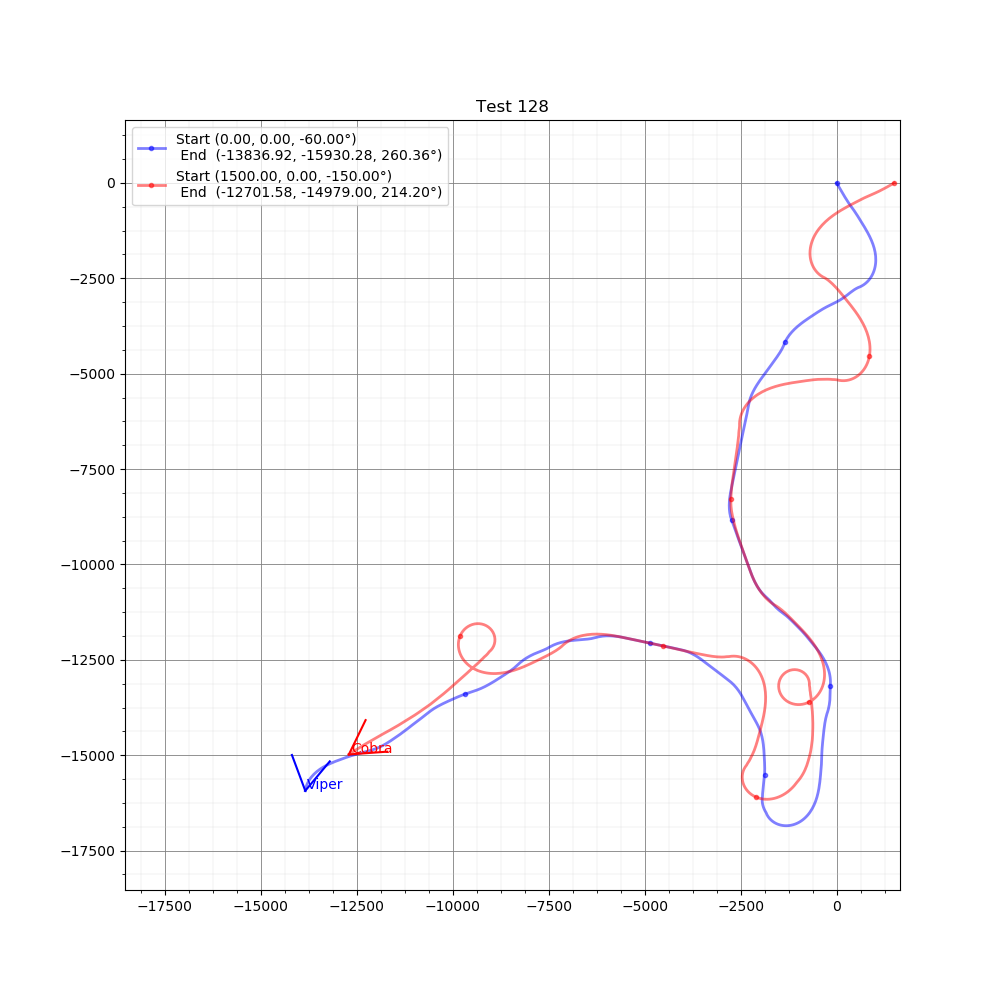 Test 128
Start (0.00, 0.00, -60.00°)
End (-13836.92, -15930.28, 260.36°)
Start (1500.00, 0.00, -150.00°)
End (-12701.58, -14979.00, 214.20°)
0
−2500
−5000
−7500
−10000
−12500
−15000
−17500
Cobra
Viper
−17500 −15000 −12500 −10000 −7500 −5000 −2500 0